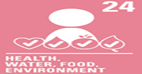 24
HEALTH,
WATER, FOOD,
ENVIRONMENT